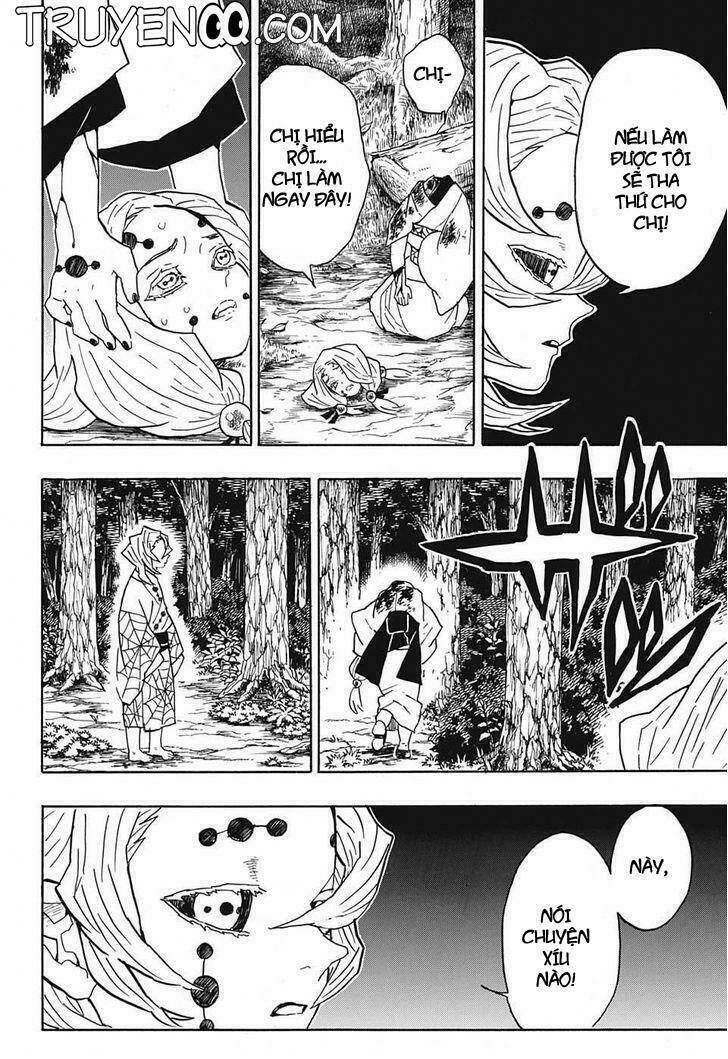 TRUYENQQ.COM
NẾU LÀM
ĐƯỢC TÔI
SẼ THA
THỨ CHO
CHỊ!
CHỊ-
CHỊ HIỂU
RỒI...
CHỊ LÀM
NGAY ĐÂY!
NÀY,
NÓI
CHUYỆN
XÍU
NÀO!